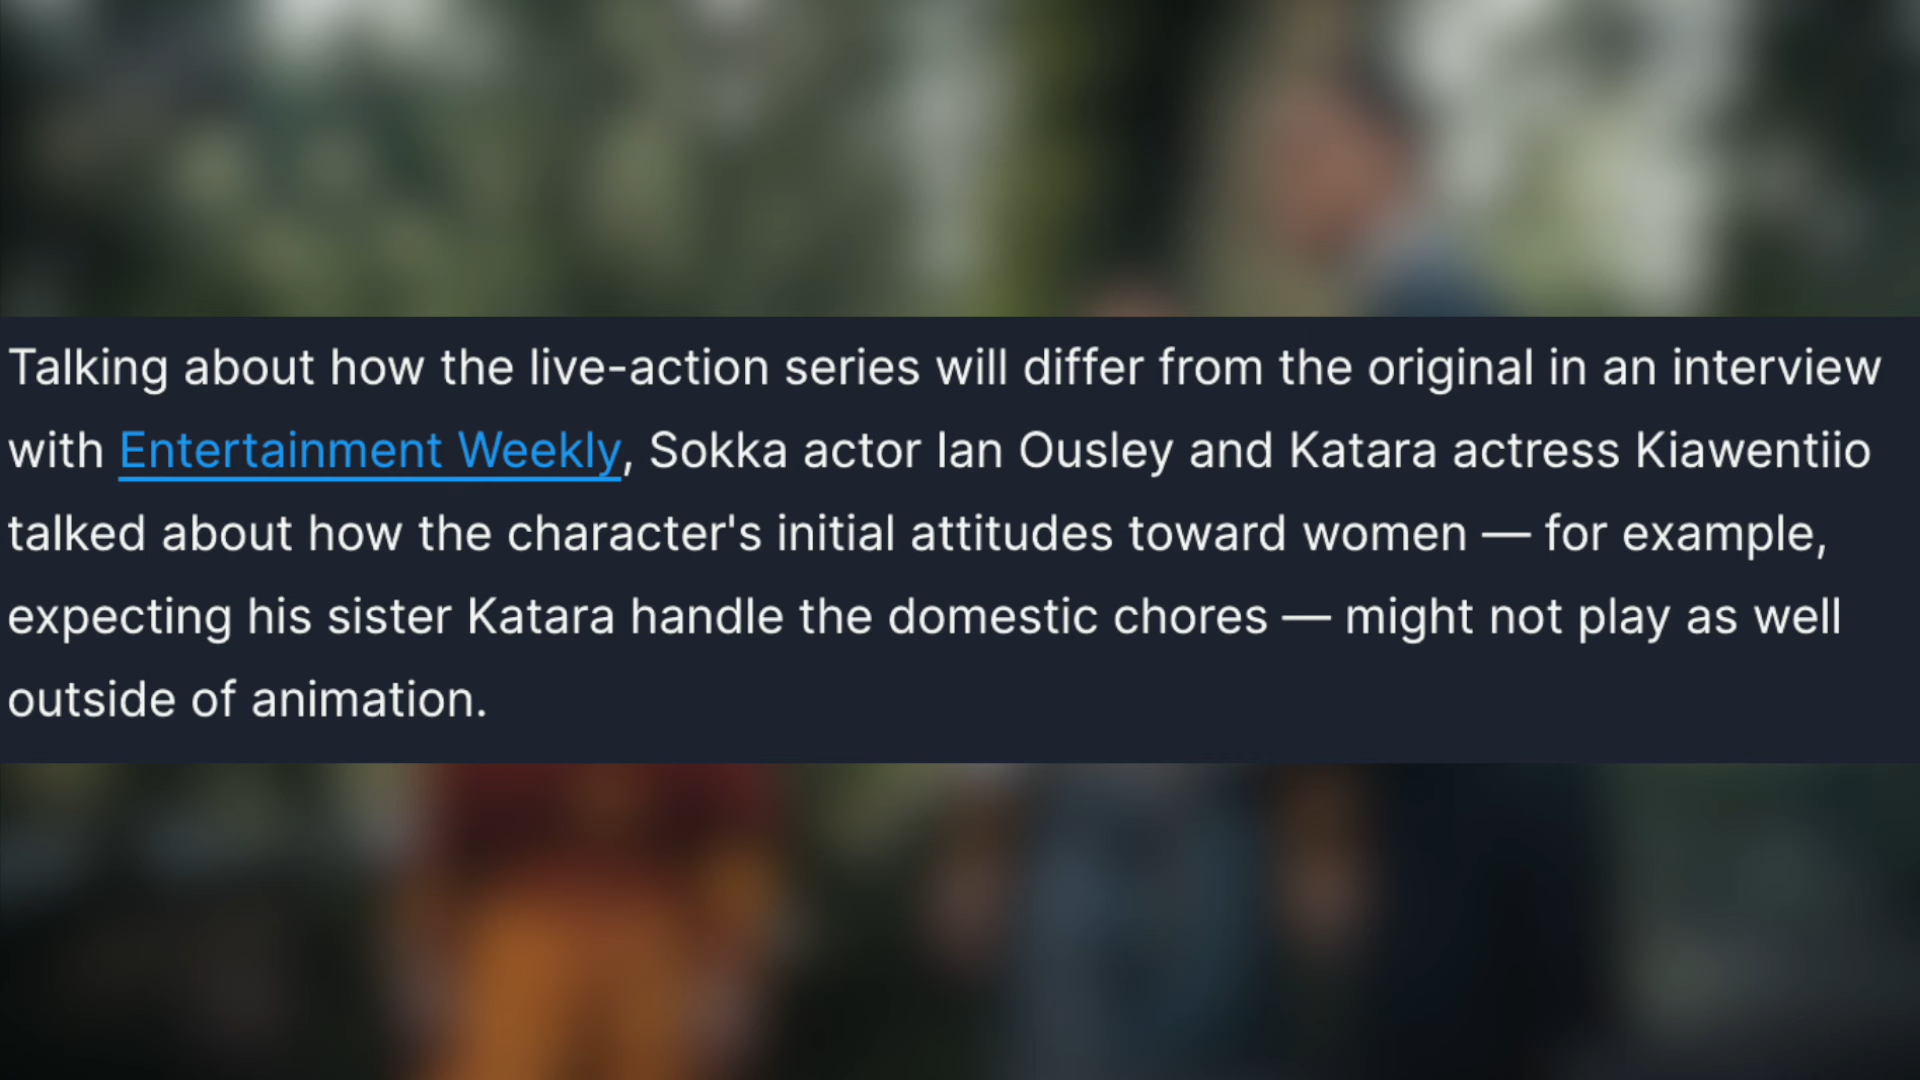 Talking about how the live-action series will differ from the original in an interview
with Entertainment Weekly, Sokka actor Ian Ousley and Katara actress Kiawentiio
talked about how the character's initial attitudes toward women — for example,
expecting his sister Katara handle the domestic chores — might not play as well
outside of animation.